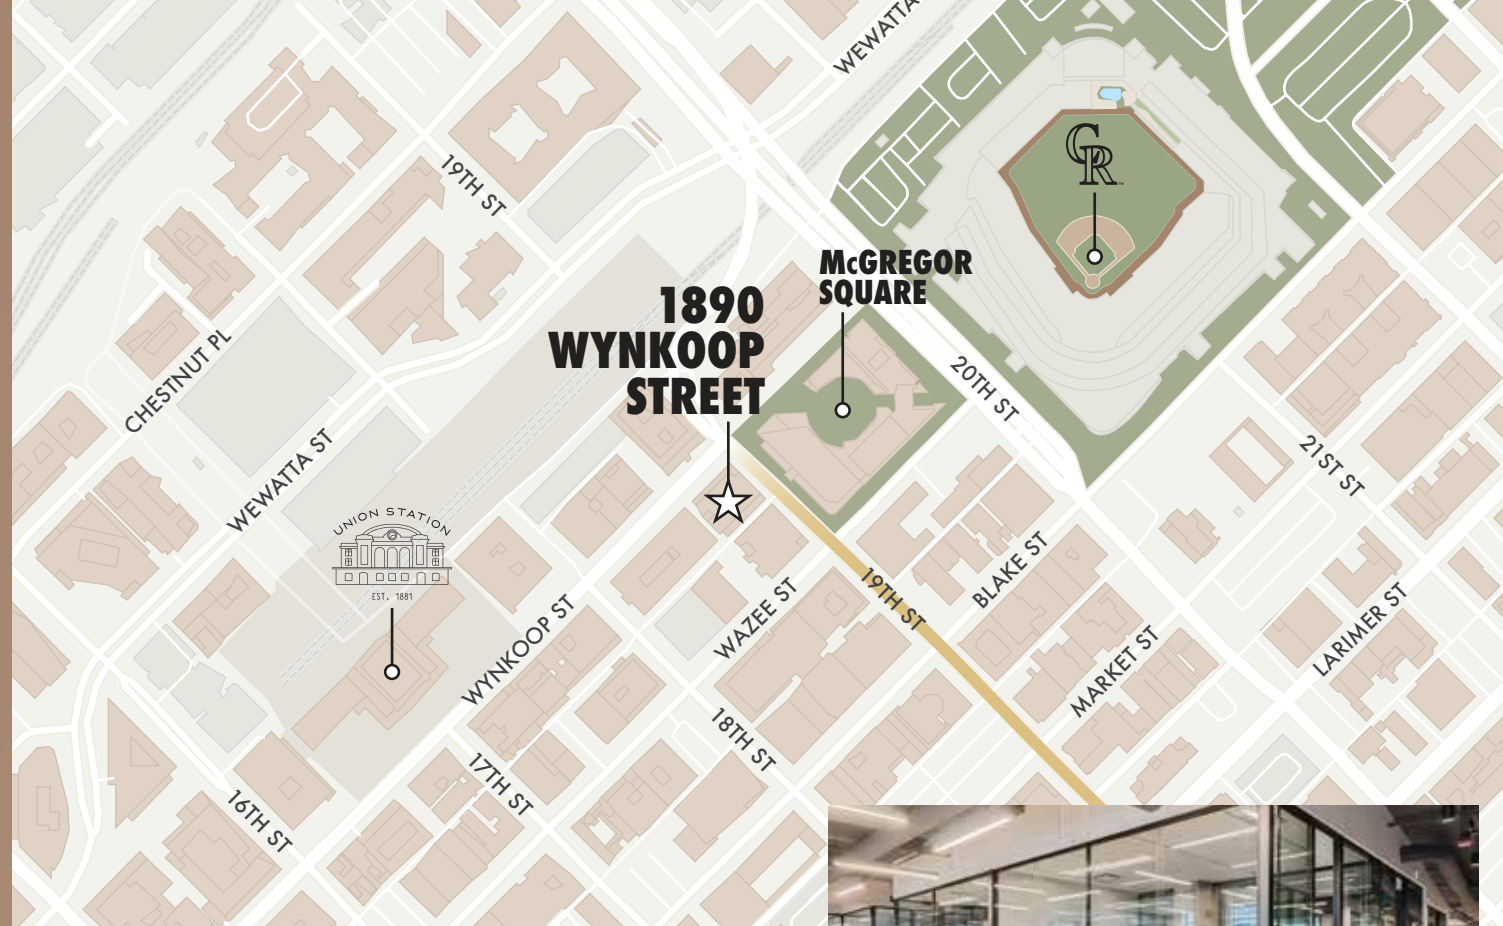 WEWATTA
19TH ST
CR
McGREGOR
SQUARE
1890
WYNKOOP
STREET
20TH ST
CHESTNUT PL
WEWATTA ST
21ST ST
UNION STATION
EST. 1881
WYNKOOP ST
WAZEE ST
19TH ST
BLAKE ST
LARIMER ST
MARKET ST
18TH ST
17TH ST
16TH ST